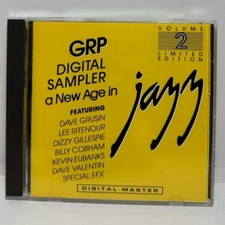 GRP
DIGITAL
SAMPLER
a New Age in
jazz
VOLUME
2
LIMITED
EDITION
FEATURING
DAVE GRUSIN
LEE RITENOUR
DIZZY GILLESPIE
BILLY COBHAM
KEVIN EUBANKS
DAVE VALENTIN
SPECIAL EFX
DIGITAL MASTER